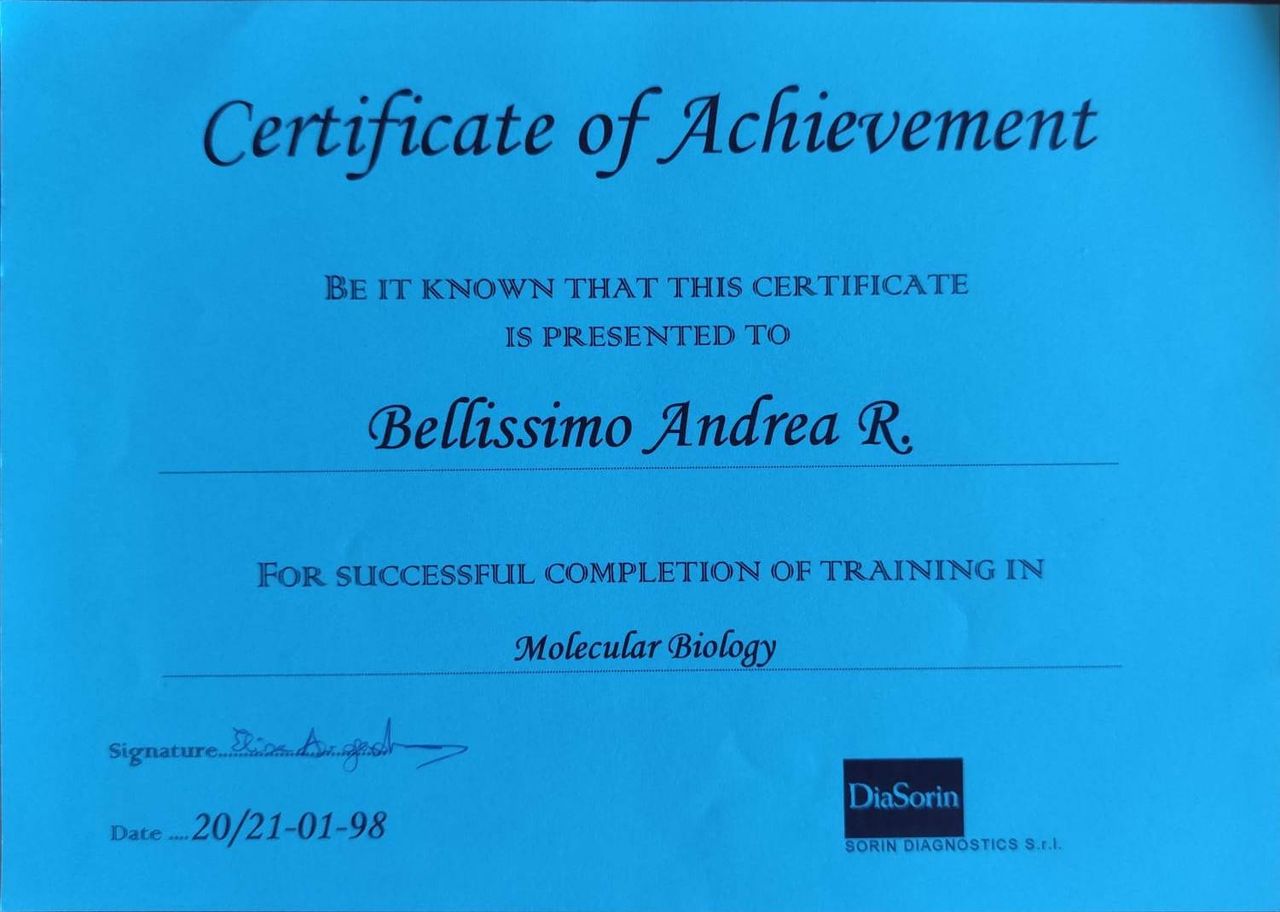 Certificate of Achievement
BE IT KNOWN THAT THIS CERTIFICATE
IS PRESENTED TO
Bellissimo Andrea R.
FOR SUCCESSFUL COMPLETION OF TRAINING IN
Molecular Biology
Signature..........................
Date .... 20/21-01-98
DiaSorin
SORIN DIAGNOSTICS S.r.l.